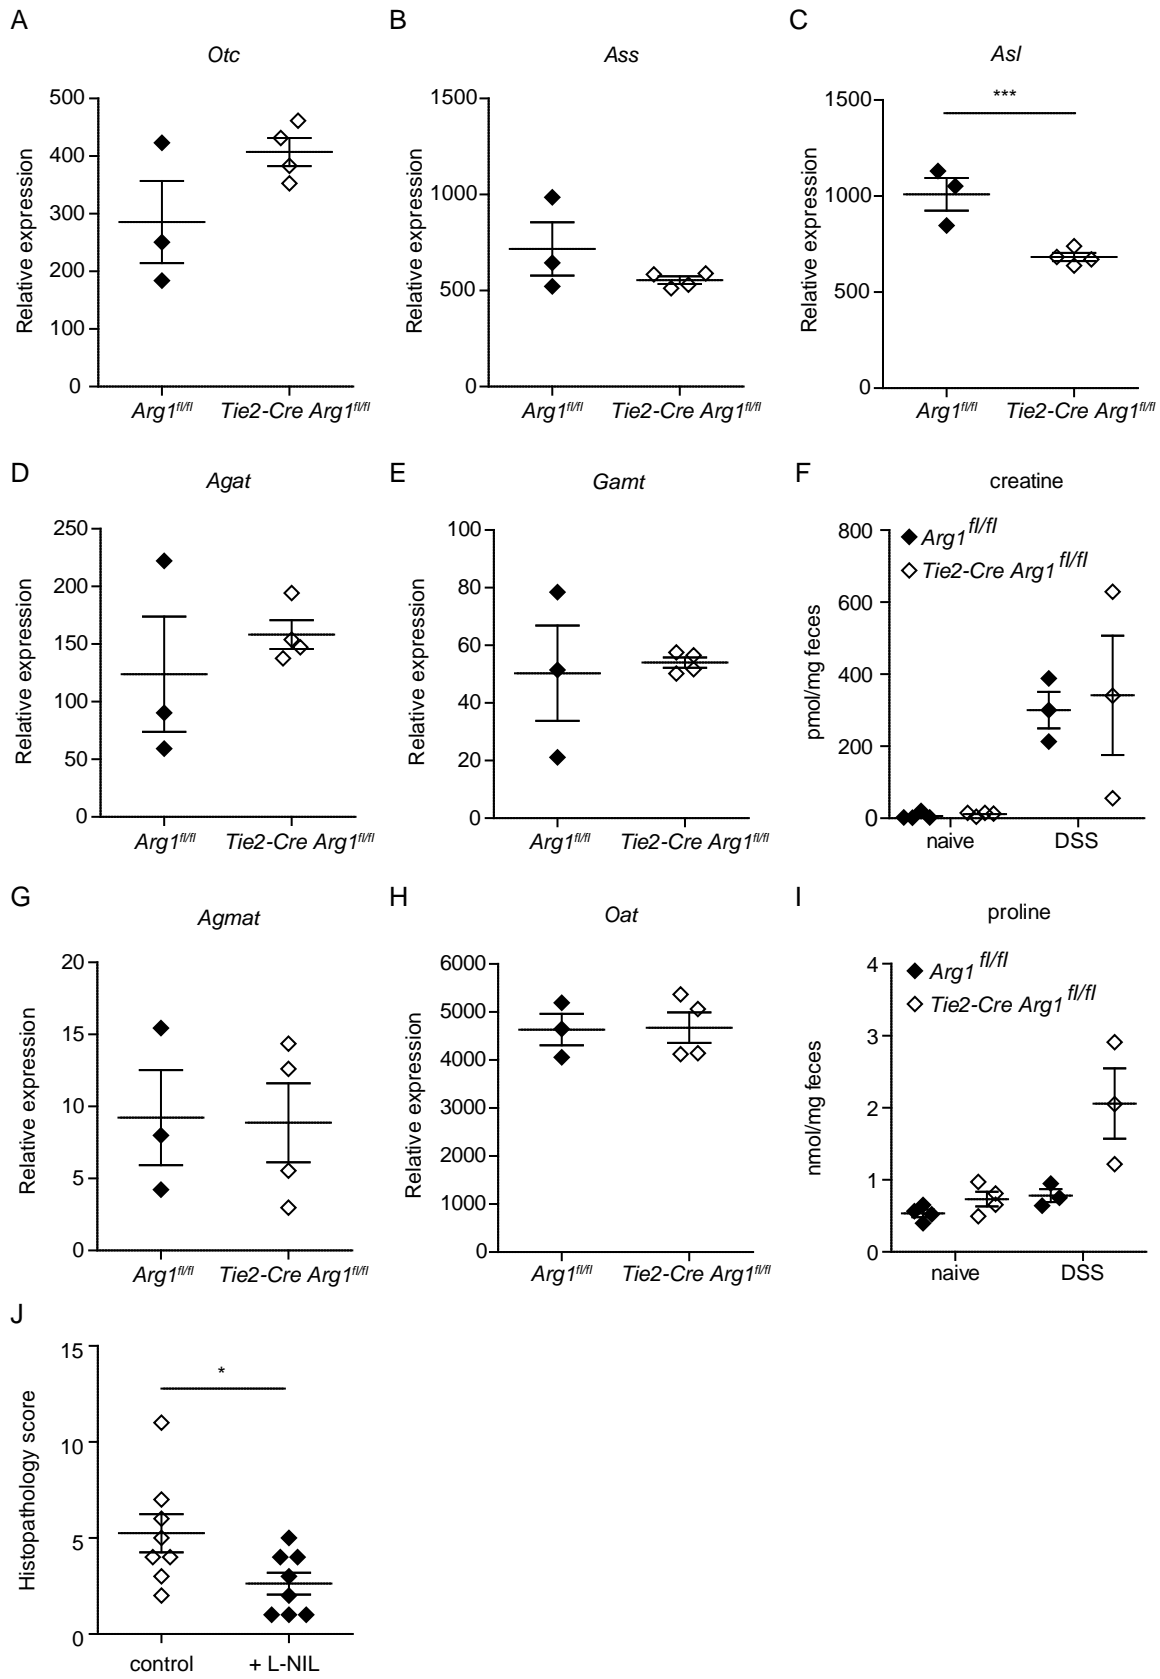 A
Otc
Relative expression
500
400
300
200
100
0
Arg1fl/fl
Tie2-Cre Arg1fl/fl
B
Ass
Relative expression
1500
1000
500
0
Arg1fl/fl
Tie2-Cre Arg1fl/fl
C
Asl
***
Relative expression
1500
1000
500
0
Arg1fl/fl
Tie2-Cre Arg1fl/fl
D
Agat
Relative expression
250
200
150
100
50
0
Arg1fl/fl
Tie2-Cre Arg1fl/fl
E
Gamt
Relative expression
100
80
60
40
20
0
Arg1fl/fl
Tie2-Cre Arg1fl/fl
F
creatine
pmol/mg feces
800
600
400
200
0
Arg1 fl/fl
Tie2-Cre Arg1 fl/fl
naive
DSS
G
Agmat
Relative expression
20
15
10
5
0
Arg1fl/fl
Tie2-Cre Arg1fl/fl
H
Oat
Relative expression
6000
5000
4000
3000
2000
1000
0
Arg1fl/fl
Tie2-Cre Arg1fl/fl
I
proline
nmol/mg feces
4
3
2
1
0
Arg1 fl/fl
Tie2-Cre Arg1 fl/fl
naive
DSS
J
*
Histopathology score
15
10
5
0
control
+ L-NIL